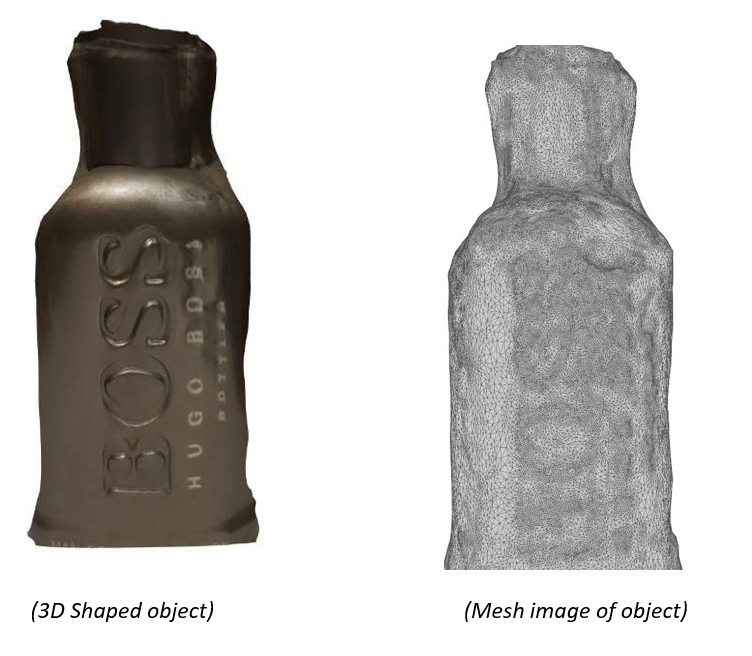 BOSS
HUGO BOSS
BOTTLED
(3D Shaped object)
(Mesh image of object)